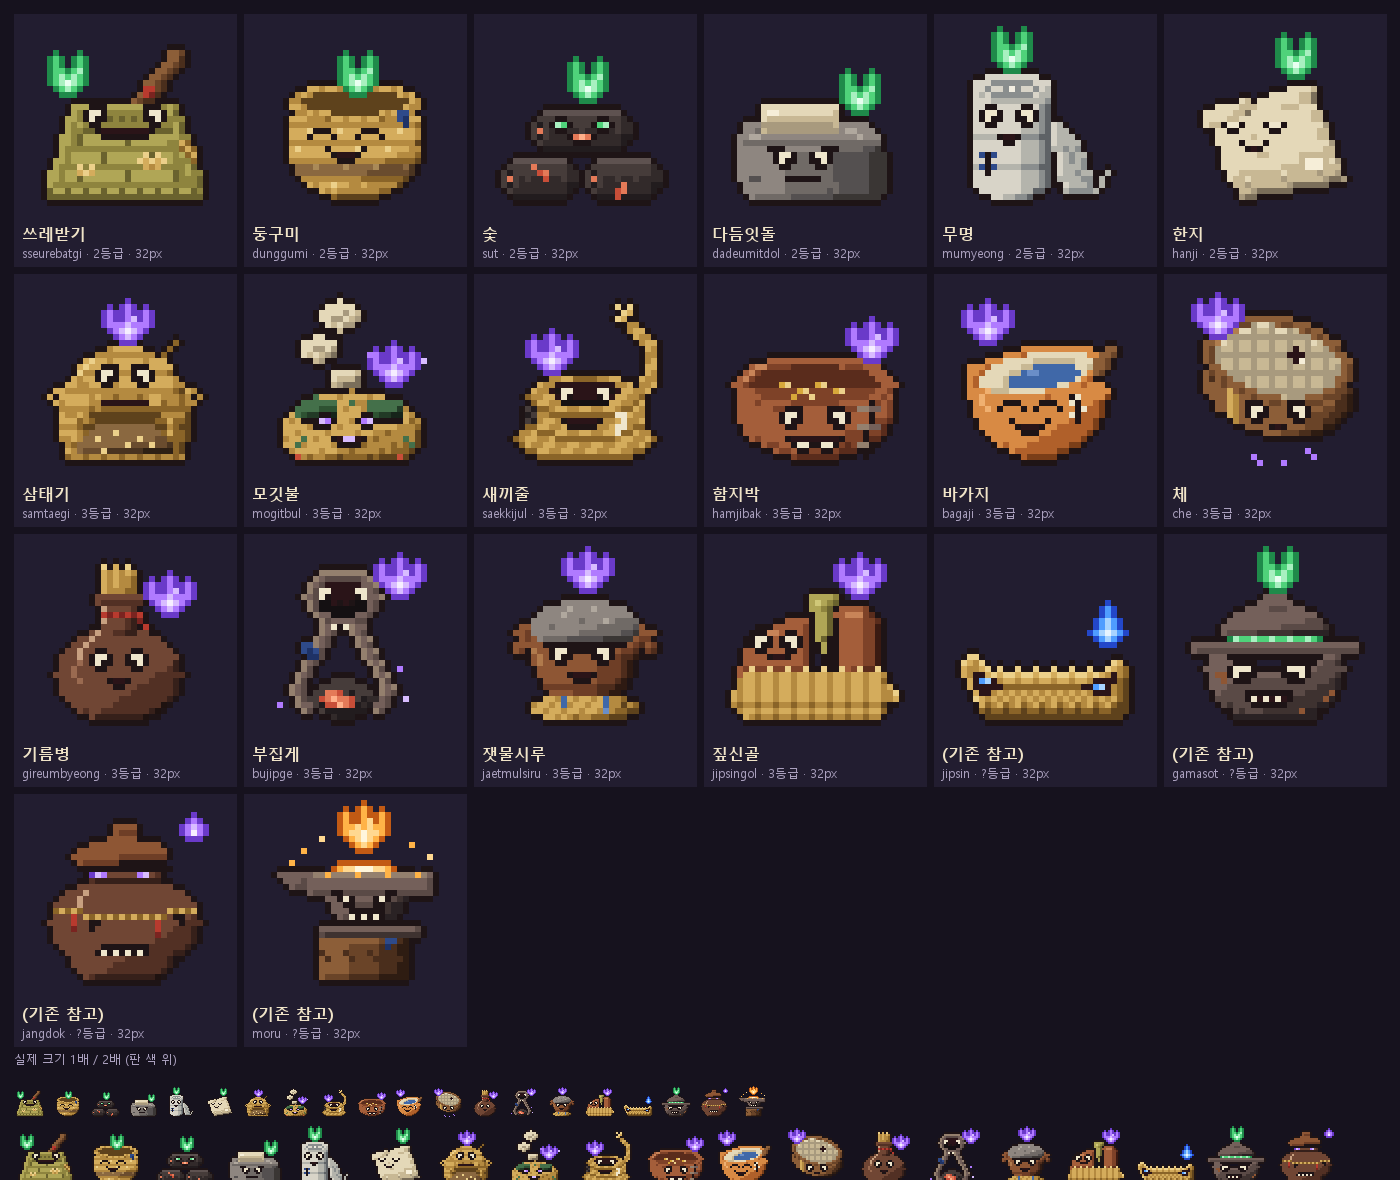 쓰레받기
sseurebatgi · 2등급 · 32px
둥구미
dunggumi · 2등급 · 32px
숯
sut · 2등급 · 32px
다듬잇돌
dadeumitdol · 2등급 · 32px
무명
mumyeong · 2등급 · 32px
한지
hanji · 2등급 · 32px
삼태기
samtaegi · 3등급 · 32px
모깃불
mogitbul · 3등급 · 32px
새끼줄
saekkijul · 3등급 · 32px
함지박
hamjibak · 3등급 · 32px
바가지
bagaji · 3등급 · 32px
체
che · 3등급 · 32px
기름병
gireumbyeong · 3등급 · 32px
부집게
bujipge · 3등급 · 32px
잿물시루
jaetmulsiru · 3등급 · 32px
짚신골
jipsingol · 3등급 · 32px
(기존 참고)
jipsin · ?등급 · 32px
(기존 참고)
gamasot · ?등급 · 32px
(기존 참고)
jangdok · ?등급 · 32px
(기존 참고)
moru · ?등급 · 32px
실제 크기 1배 / 2배 (판 색 위)